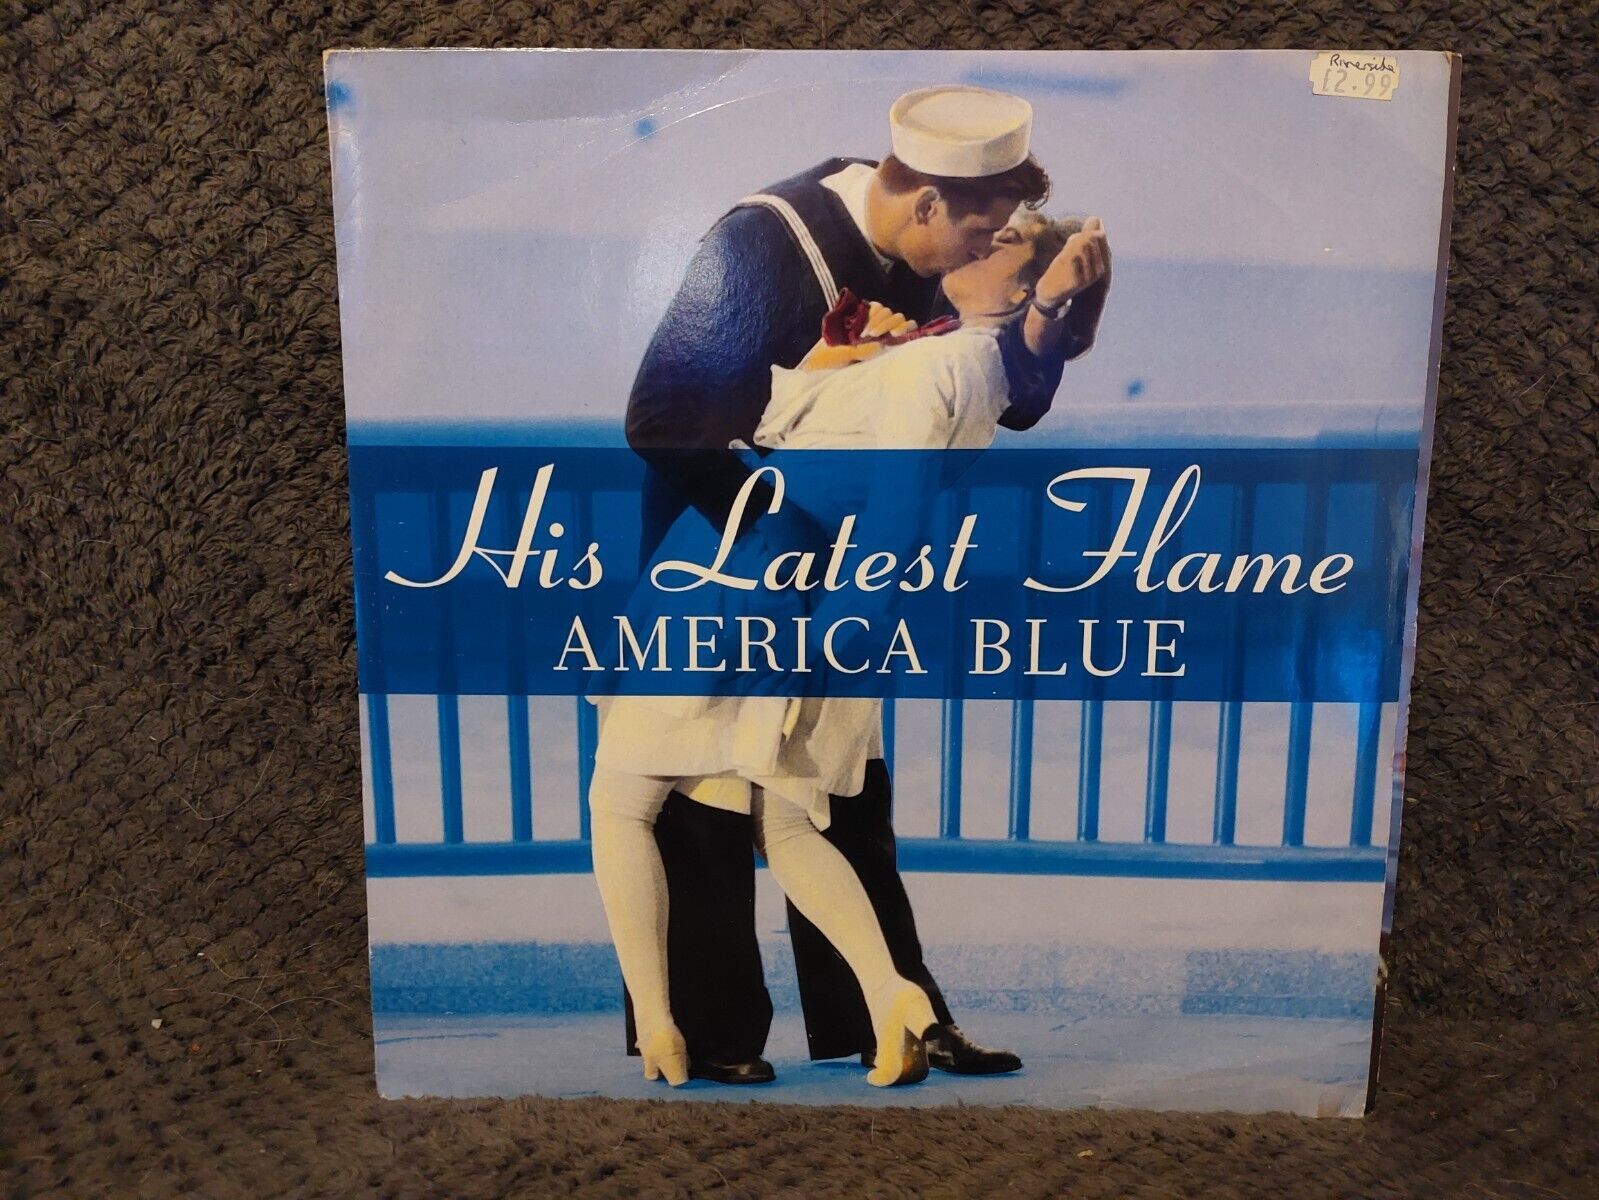 Riverside
£2.99
His Latest Flame
AMERICA BLUE